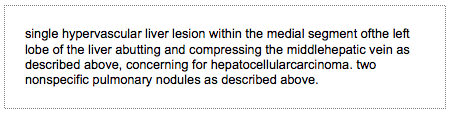 single hypervascular liver lesion within the medial segment ofthe left
lobe of the liver abutting and compressing the middlehepatic vein as
described above, concerning for hepatocellularcarcinoma. two
nonspecific pulmonary nodules as described above.